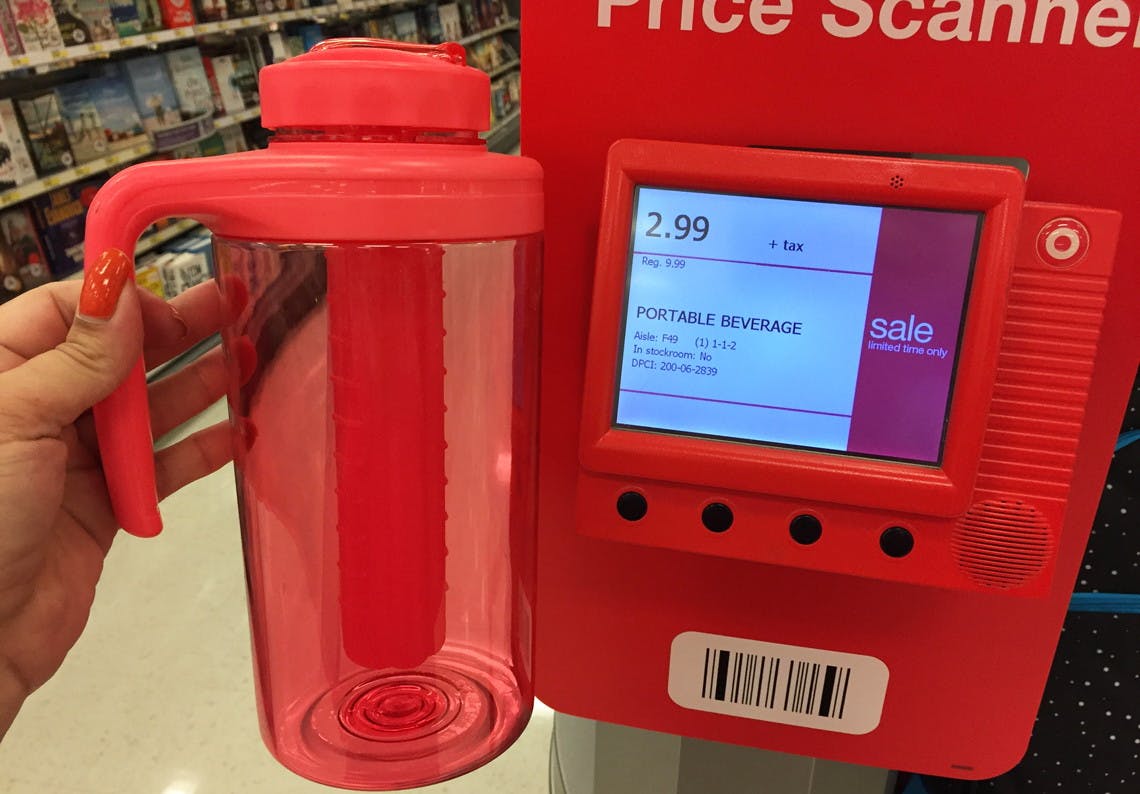 Price Scanne
2.99
+ tax
Reg. 9.99
PORTABLE BEVERAGE
Aisle: F49 (1) 1-1-2
In stockroom: No
DPCI: 200-06-2839
sale
limited time only